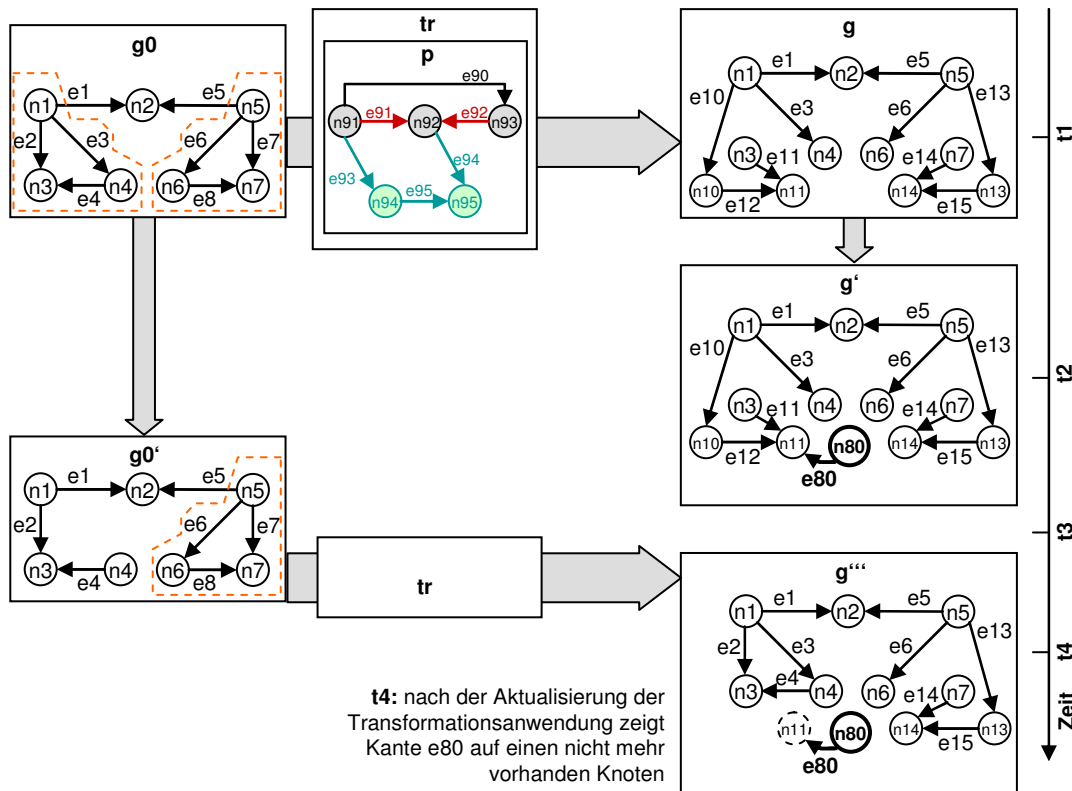 g0
e1
e5
n1
n2
n5
e2
e3
e6
e7
n3
n4
n6
n7
e4
e8
tr
p
e90
e91
e92
n91
n92
n93
e93
e94
e95
n94
n95
g
e1
e5
n1
n2
n5
e10
e3
e6
e13
n3
e11
n4
n6
e14
n7
n10
n11
n14
n13
e12
e15
t1
g‘
e1
e5
n1
n2
n5
e10
e3
e6
e13
n3
e11
n4
n6
e14
n7
n10
n11
n80
n14
n13
e12
e80
e15
t2
g0‘
e1
e5
n1
n2
n5
e2
e6
e7
n3
e4
n4
n6
e8
n7
tr
t3
g‘‘‘
e1
e5
n1
n2
n5
e2
e3
e6
e13
n3
e4
n4
n6
e14
n7
n11
n80
n14
n13
e80
e15
t4
Zeit
t4: nach der Aktualisierung der
Transformationsanwendung zeigt
Kante e80 auf einen nicht mehr
vorhanden Knoten